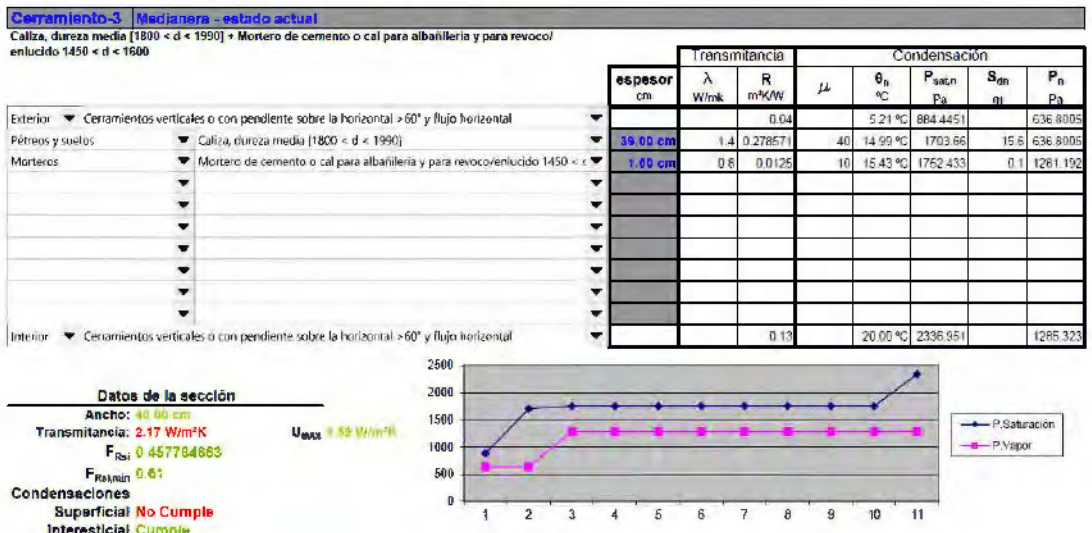 Cerramiento-3 Medianera - estado actual
Caliza, dureza media [1800 < d < 1990] + Mortero de cemento o cal para albañilería y para revoco/
enlucido 1450 < d < 1600
Transmitancia Condensación
espesor λ R μ θn Psat,n Sdn Pn
cm W/mk m²K/W ºC Pa m Pa
Exterior Cerramientos verticales o con pendiente sobre la horizontal >60° y flujo horizontal 0.04 5.21 ºC 884.4451 636.8005
Pétreos y suelos Caliza, dureza media [1800 < d < 1990] 39.00 cm 1.4 0.278571 40 14.99 ºC 1703.66 15.6 636.8005
Morteros Mortero de cemento o cal para albañilería y para revoco/enlucido 1450 < c 1.00 cm 0.8 0.0125 10 15.43 ºC 1752.433 0.1 1281.192
Interior Cerramientos verticales o con pendiente sobre la horizontal >60° y flujo horizontal 0.13 20.00 ºC 2336.951 1285.323
Datos de la sección
Ancho: 40.00 cm
Transmitancia: 2.17 W/m²K UMAX W/m²K
FRsi 0.457784663
FRsi,min 0.61
Condensaciones
Superficial No Cumple
Intersticial Cumple
2500
2000
1500
1000
500
0
1 2 3 4 5 6 7 8 9 10 11
P.Saturación
P.Vapor